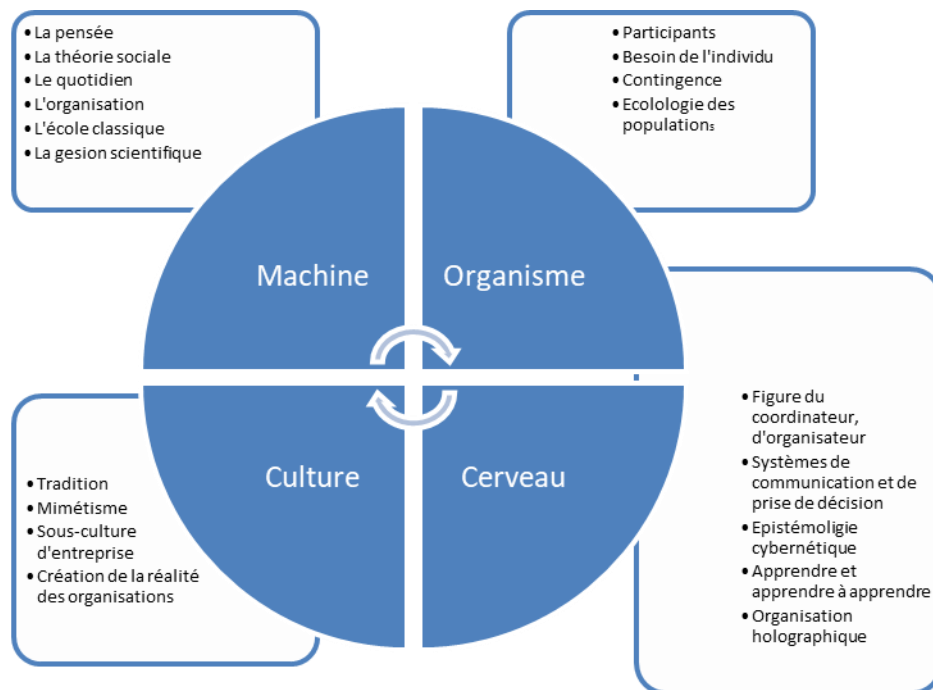 • La pensée
• La théorie sociale
• Le quotidien
• L'organisation
• L'école classique
• La gesion scientifique
• Participants
• Besoin de l'individu
• Contingence
• Ecolologie des
populations
Machine
Organisme
Culture
Cerveau
• Tradition
• Mimétisme
• Sous-culture
d'entreprise
• Création de la réalité
des organisations
• Figure du
coordinateur,
d'organisateur
• Systèmes de
communication et de
prise de décision
• Epistémoligie
cybernétique
• Apprendre et
apprendre à apprendre
• Organisation
holographique